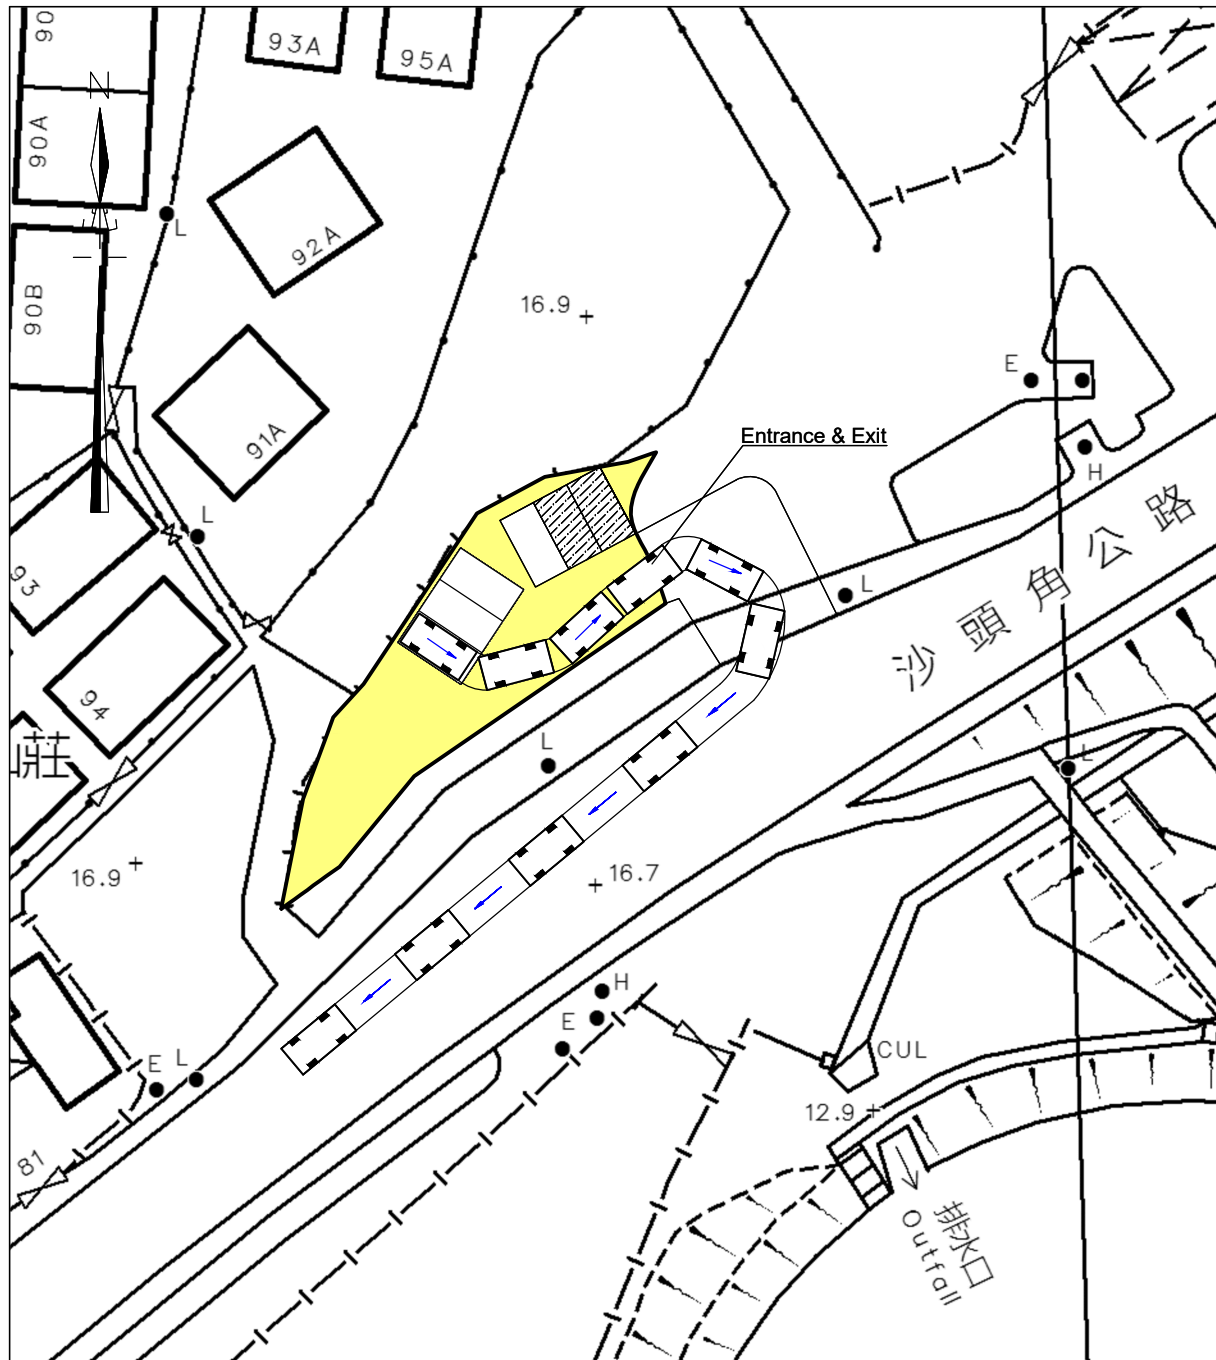 90
93A
95A
N
90A
L
92A
90B
16.9
E
91A
Entrance & Exit
H
L
沙頭角公路
93
L
94
莊
L
L
16.9
16.7
H
E
E
L
CUL
12.9
81
排水口
Outfall